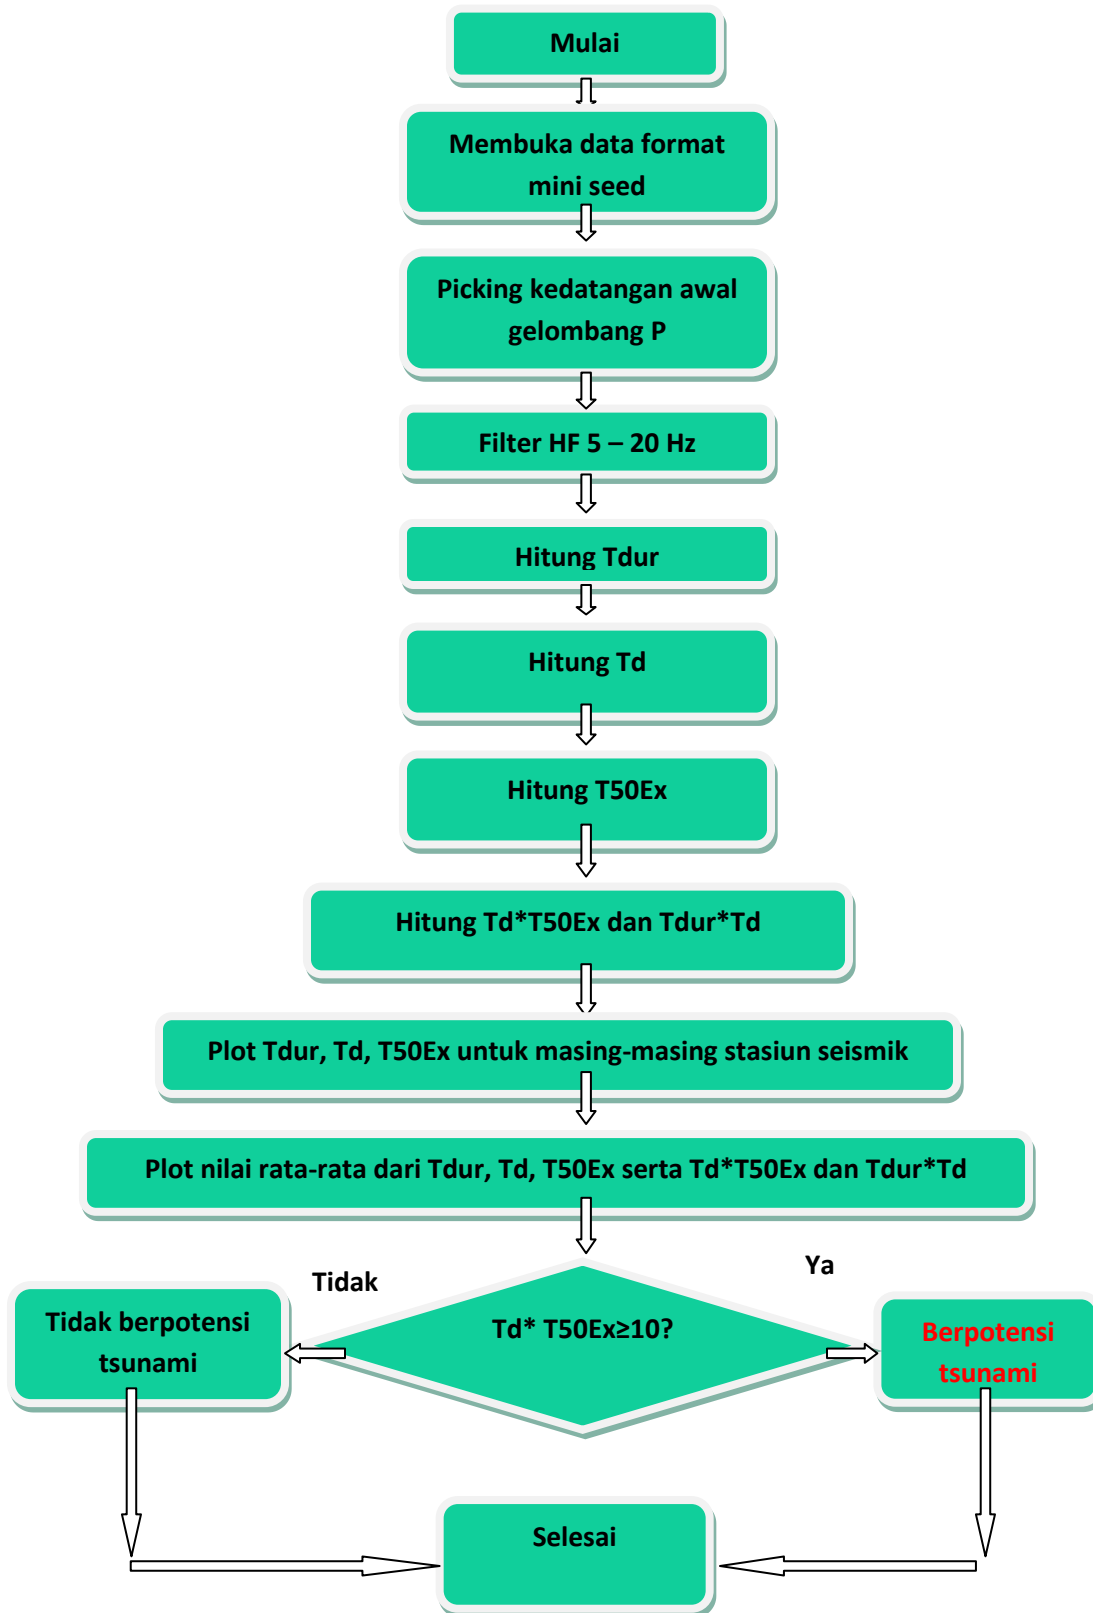 Mulai
Membuka data format
mini seed
Picking kedatangan awal
gelombang P
Filter HF 5 – 20 Hz
Hitung Tdur
Hitung Td
Hitung T50Ex
Hitung Td*T50Ex dan Tdur*Td
Plot Tdur, Td, T50Ex untuk masing-masing stasiun seismik
Plot nilai rata-rata dari Tdur, Td, T50Ex serta Td*T50Ex dan Tdur*Td
Tidak
Ya
Tidak berpotensi
tsunami
Td* T50Ex≥10?
Berpotensi
tsunami
Selesai